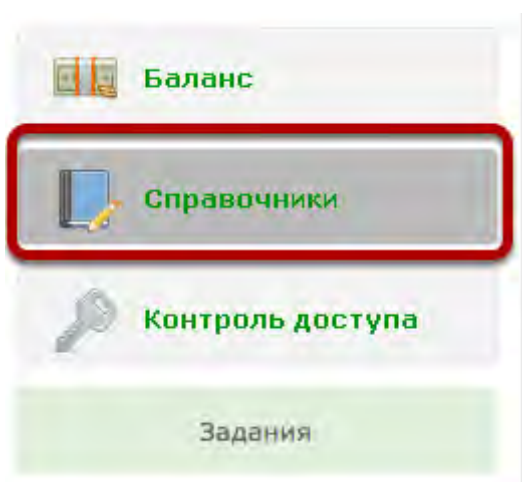 Баланс
Справочники
Контроль доступа
Задания